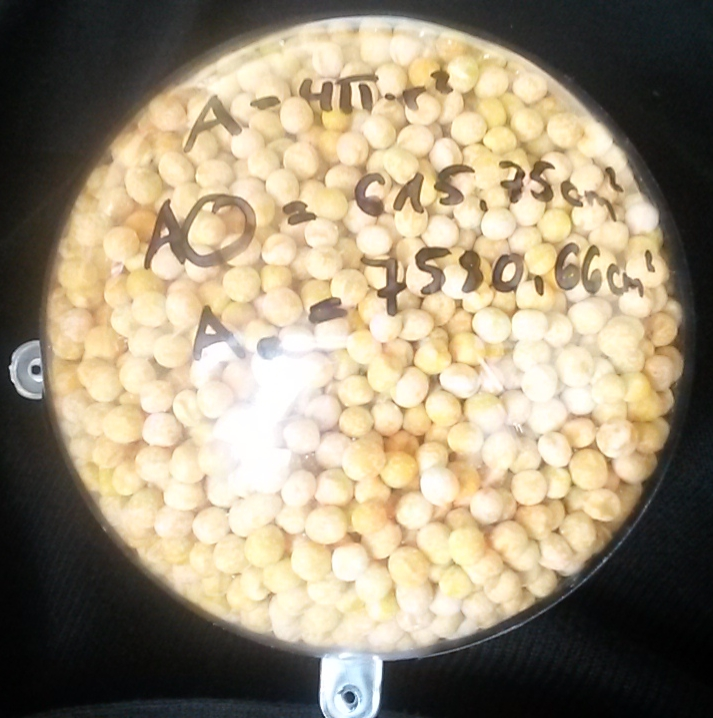 A = 4π·r²
AO = 615,75cm²
A. = 7580,66cm²